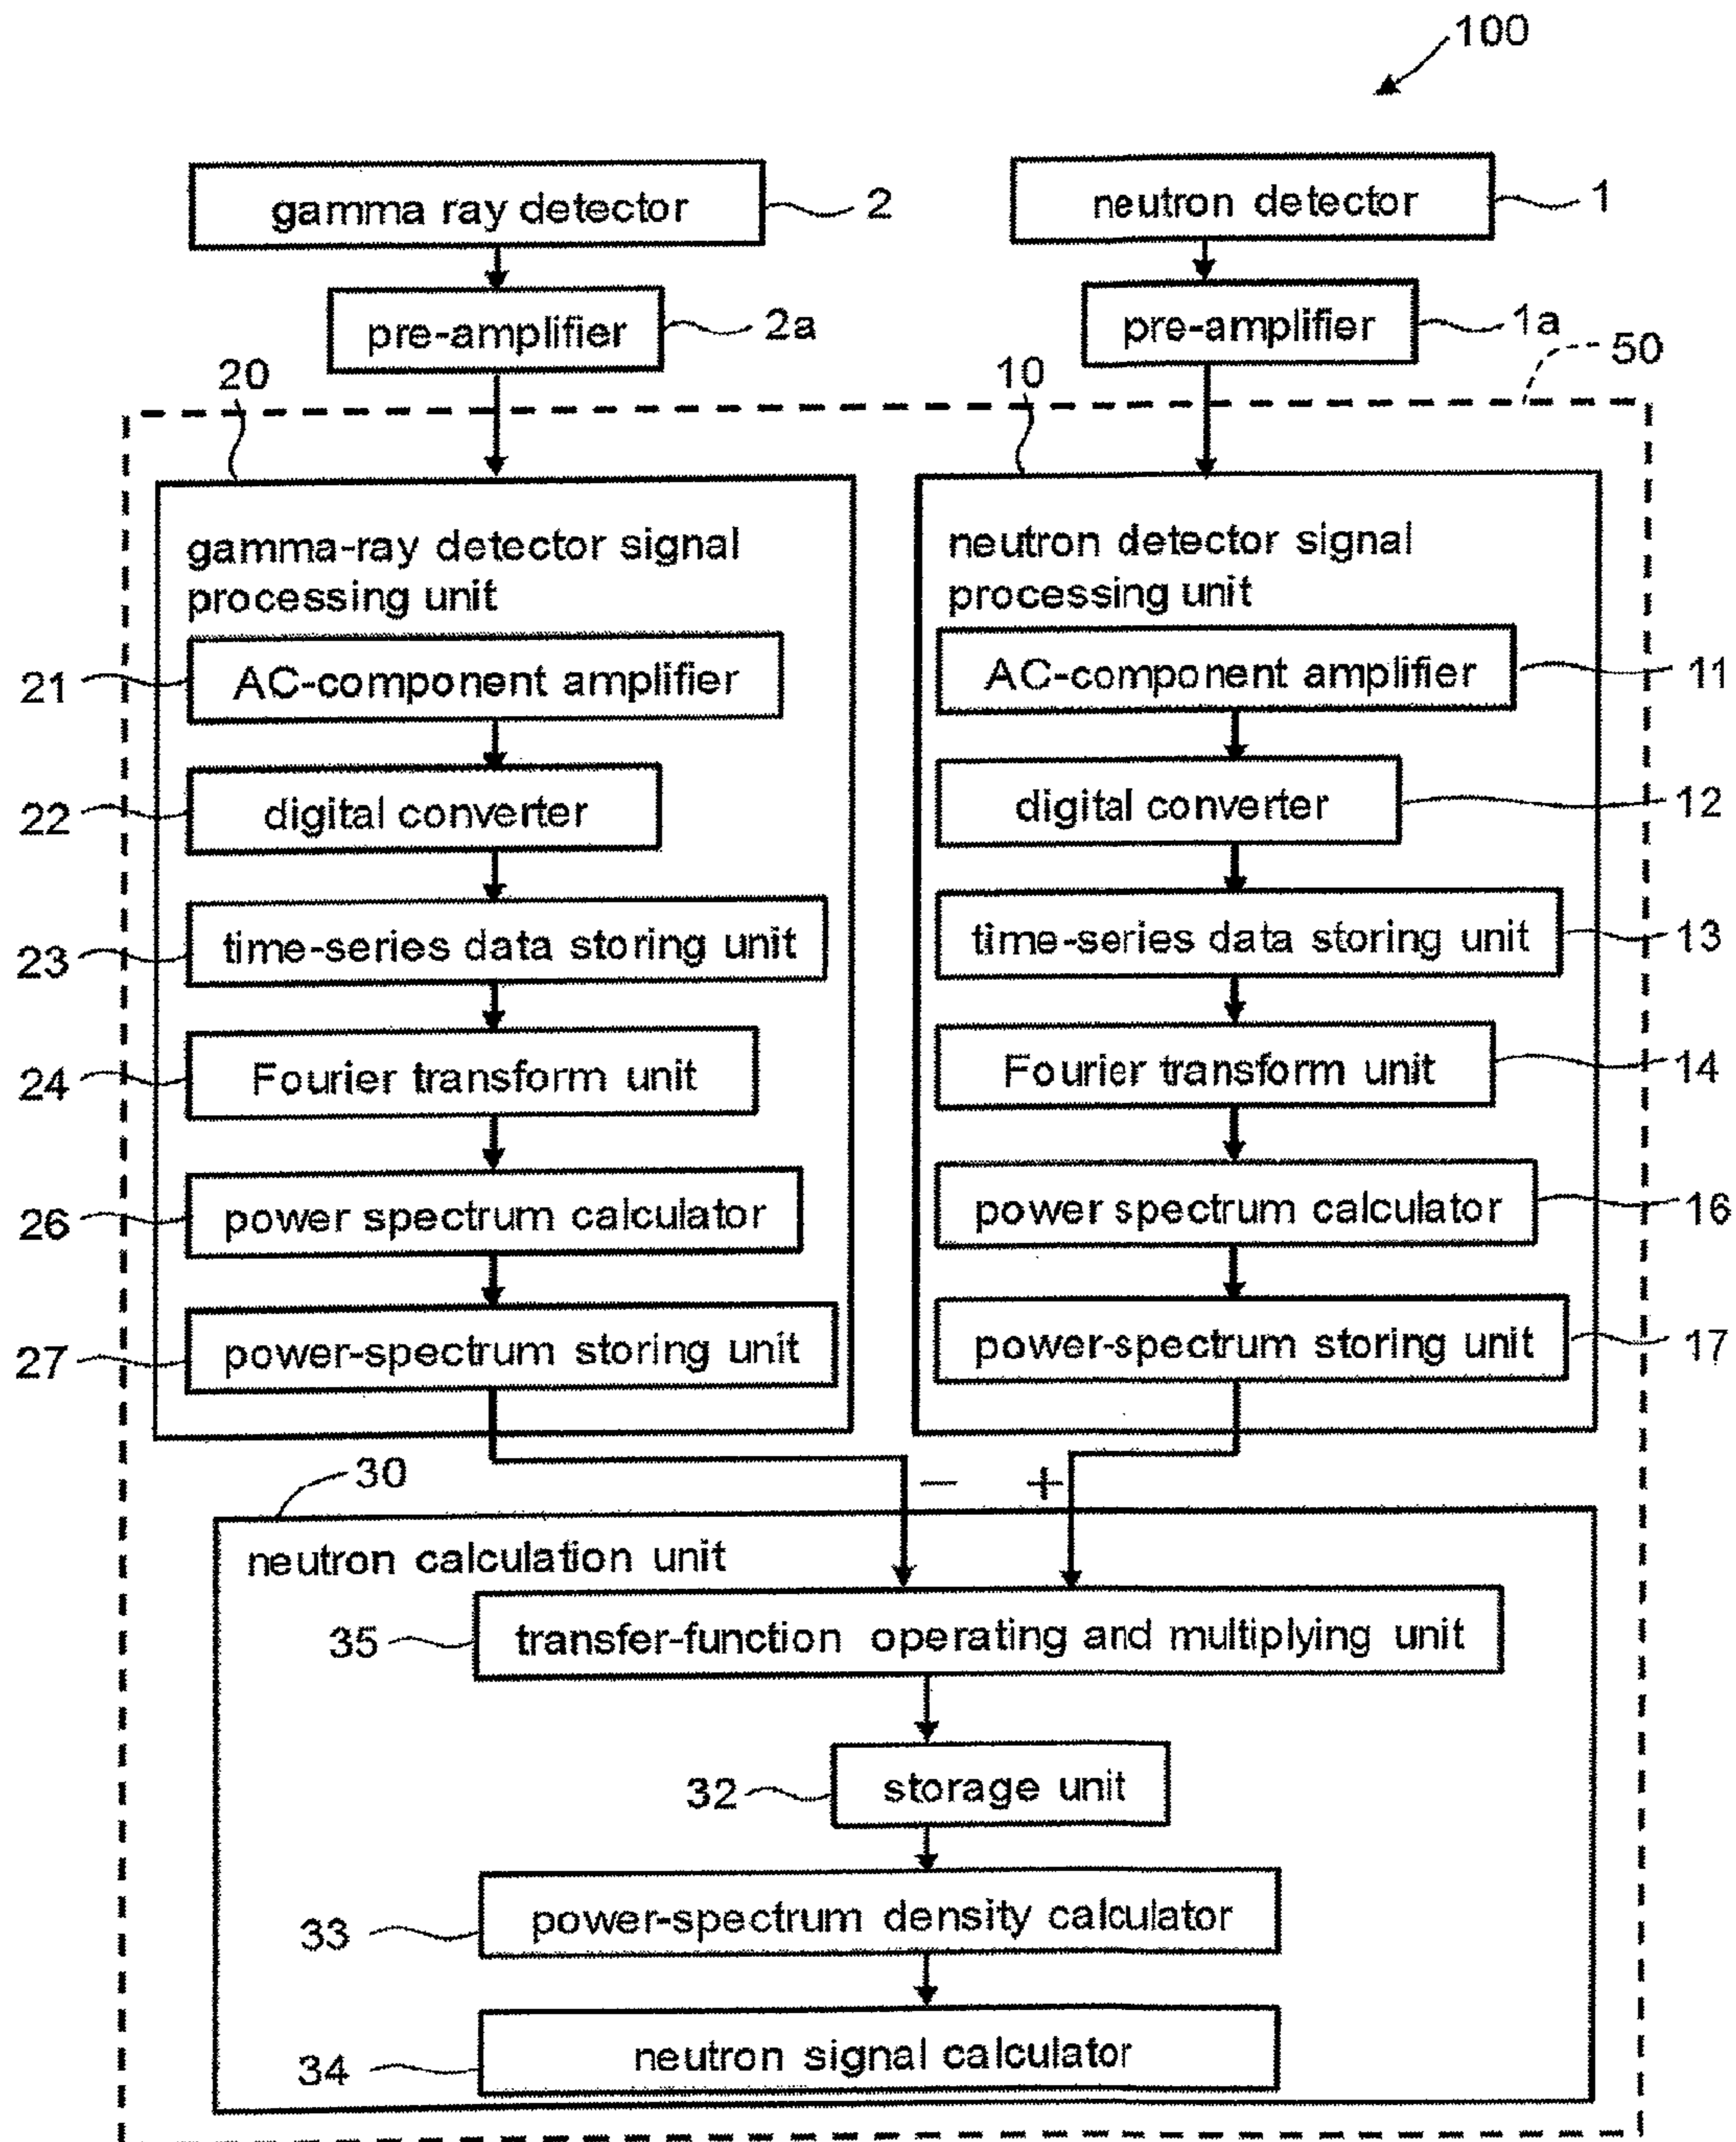 100
gamma ray detector
2
neutron detector
1
pre-amplifier
2a
pre-amplifier
1a
50
20
10
gamma-ray detector signal
processing unit
21
AC-component amplifier
22
digital converter
23
time-series data storing unit
24
Fourier transform unit
26
power spectrum calculator
27
power-spectrum storing unit
neutron detector signal
processing unit
AC-component amplifier
11
digital converter
12
time-series data storing unit
13
Fourier transform unit
14
power spectrum calculator
16
power-spectrum storing unit
17
− +
30
neutron calculation unit
35
transfer-function operating and multiplying unit
32
storage unit
33
power-spectrum density calculator
34
neutron signal calculator